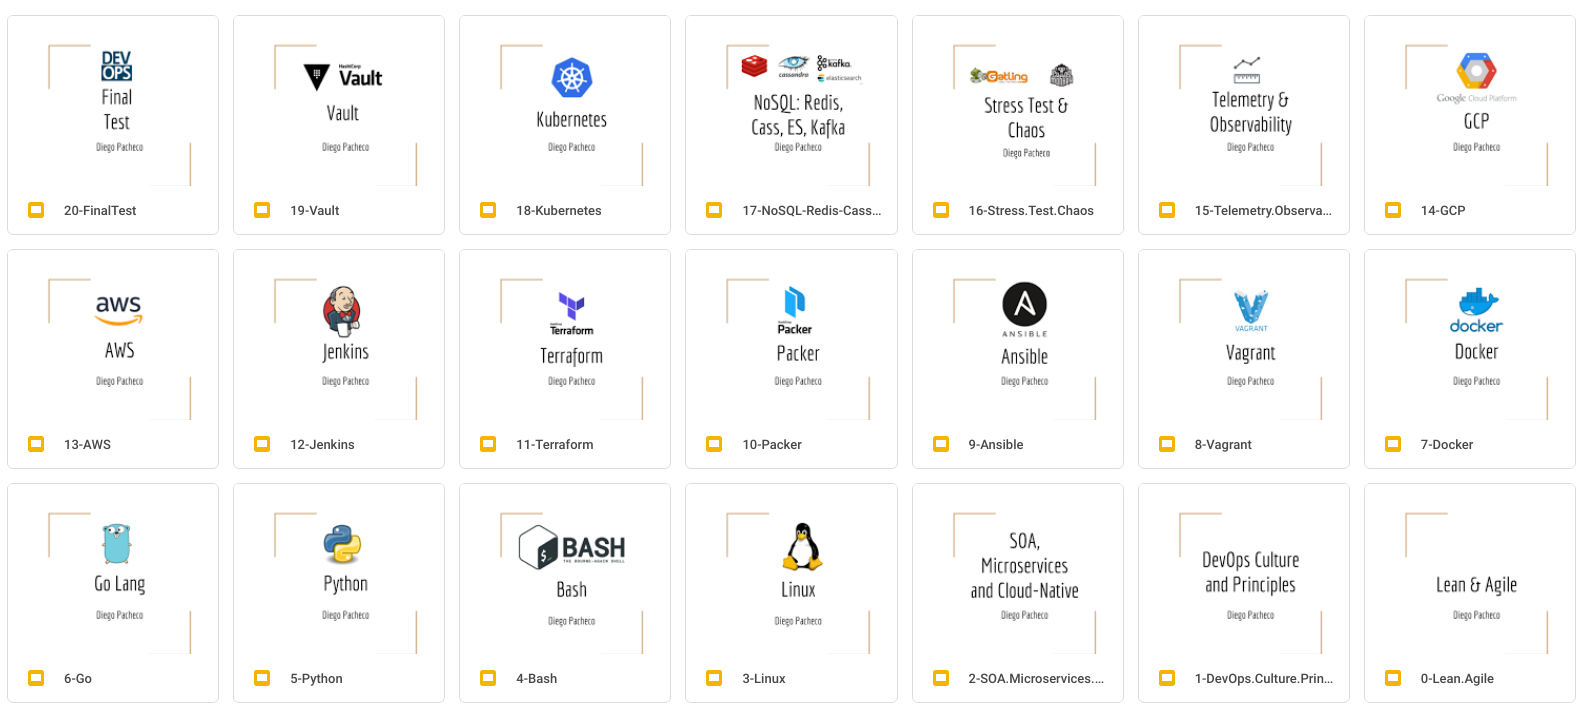 DEV
OPS
Final
Test
Diego Pacheco
20-FinalTest
HashiCorp
Vault
Vault
Diego Pacheco
19-Vault
Kubernetes
Diego Pacheco
18-Kubernetes
cassandra
kafka
elasticsearch
NoSQL: Redis,
Cass, ES, Kafka
Diego Pacheco
17-NoSQL-Redis-Cass...
Gatling
Stress Test &
Chaos
Diego Pacheco
16-Stress.Test.Chaos
Telemetry &
Observability
Diego Pacheco
15-Telemetry.Observa...
Google Cloud Platform
GCP
Diego Pacheco
14-GCP
aws
AWS
Diego Pacheco
13-AWS
Jenkins
Diego Pacheco
12-Jenkins
Terraform
Terraform
Diego Pacheco
11-Terraform
Packer
Packer
Diego Pacheco
10-Packer
A
ANSIBLE
Ansible
Diego Pacheco
9-Ansible
VAGRANT
Vagrant
Diego Pacheco
8-Vagrant
docker
Docker
Diego Pacheco
7-Docker
Go Lang
Diego Pacheco
6-Go
Python
Diego Pacheco
5-Python
$_
BASH
THE BOURNE-AGAIN SHELL
Bash
Diego Pacheco
4-Bash
Linux
Diego Pacheco
3-Linux
SOA,
Microservices
and Cloud-Native
Diego Pacheco
2-SOA.Microservices....
DevOps Culture
and Principles
Diego Pacheco
1-DevOps.Culture.Prin...
Lean & Agile
Diego Pacheco
0-Lean.Agile